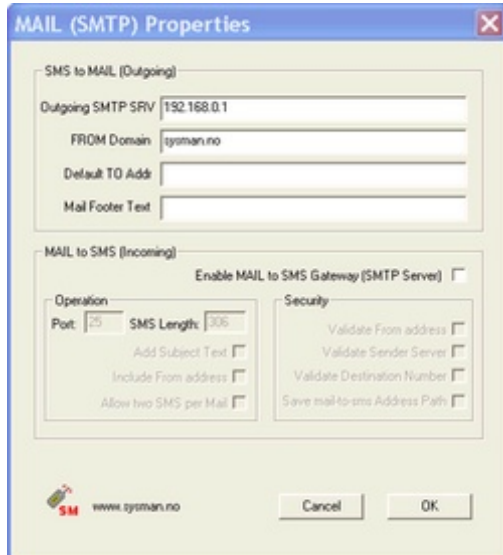 MAIL (SMTP) Properties
SMS to MAIL (Outgoing)
Outgoing SMTP SRV 192.168.0.1
FROM Domain sysman.no
Default TO Addr
Mail Footer Text
MAIL to SMS (Incoming)
Enable MAIL to SMS Gateway (SMTP Server)
Operation
Port: 25 SMS Length: 306
Add Subject Text
Include From address
Allow two SMS per Mail
Security
Validate From address
Validate Sender Server
Validate Destination Number
Save mail-to-sms Address Path
SM www.sysman.no
Cancel OK